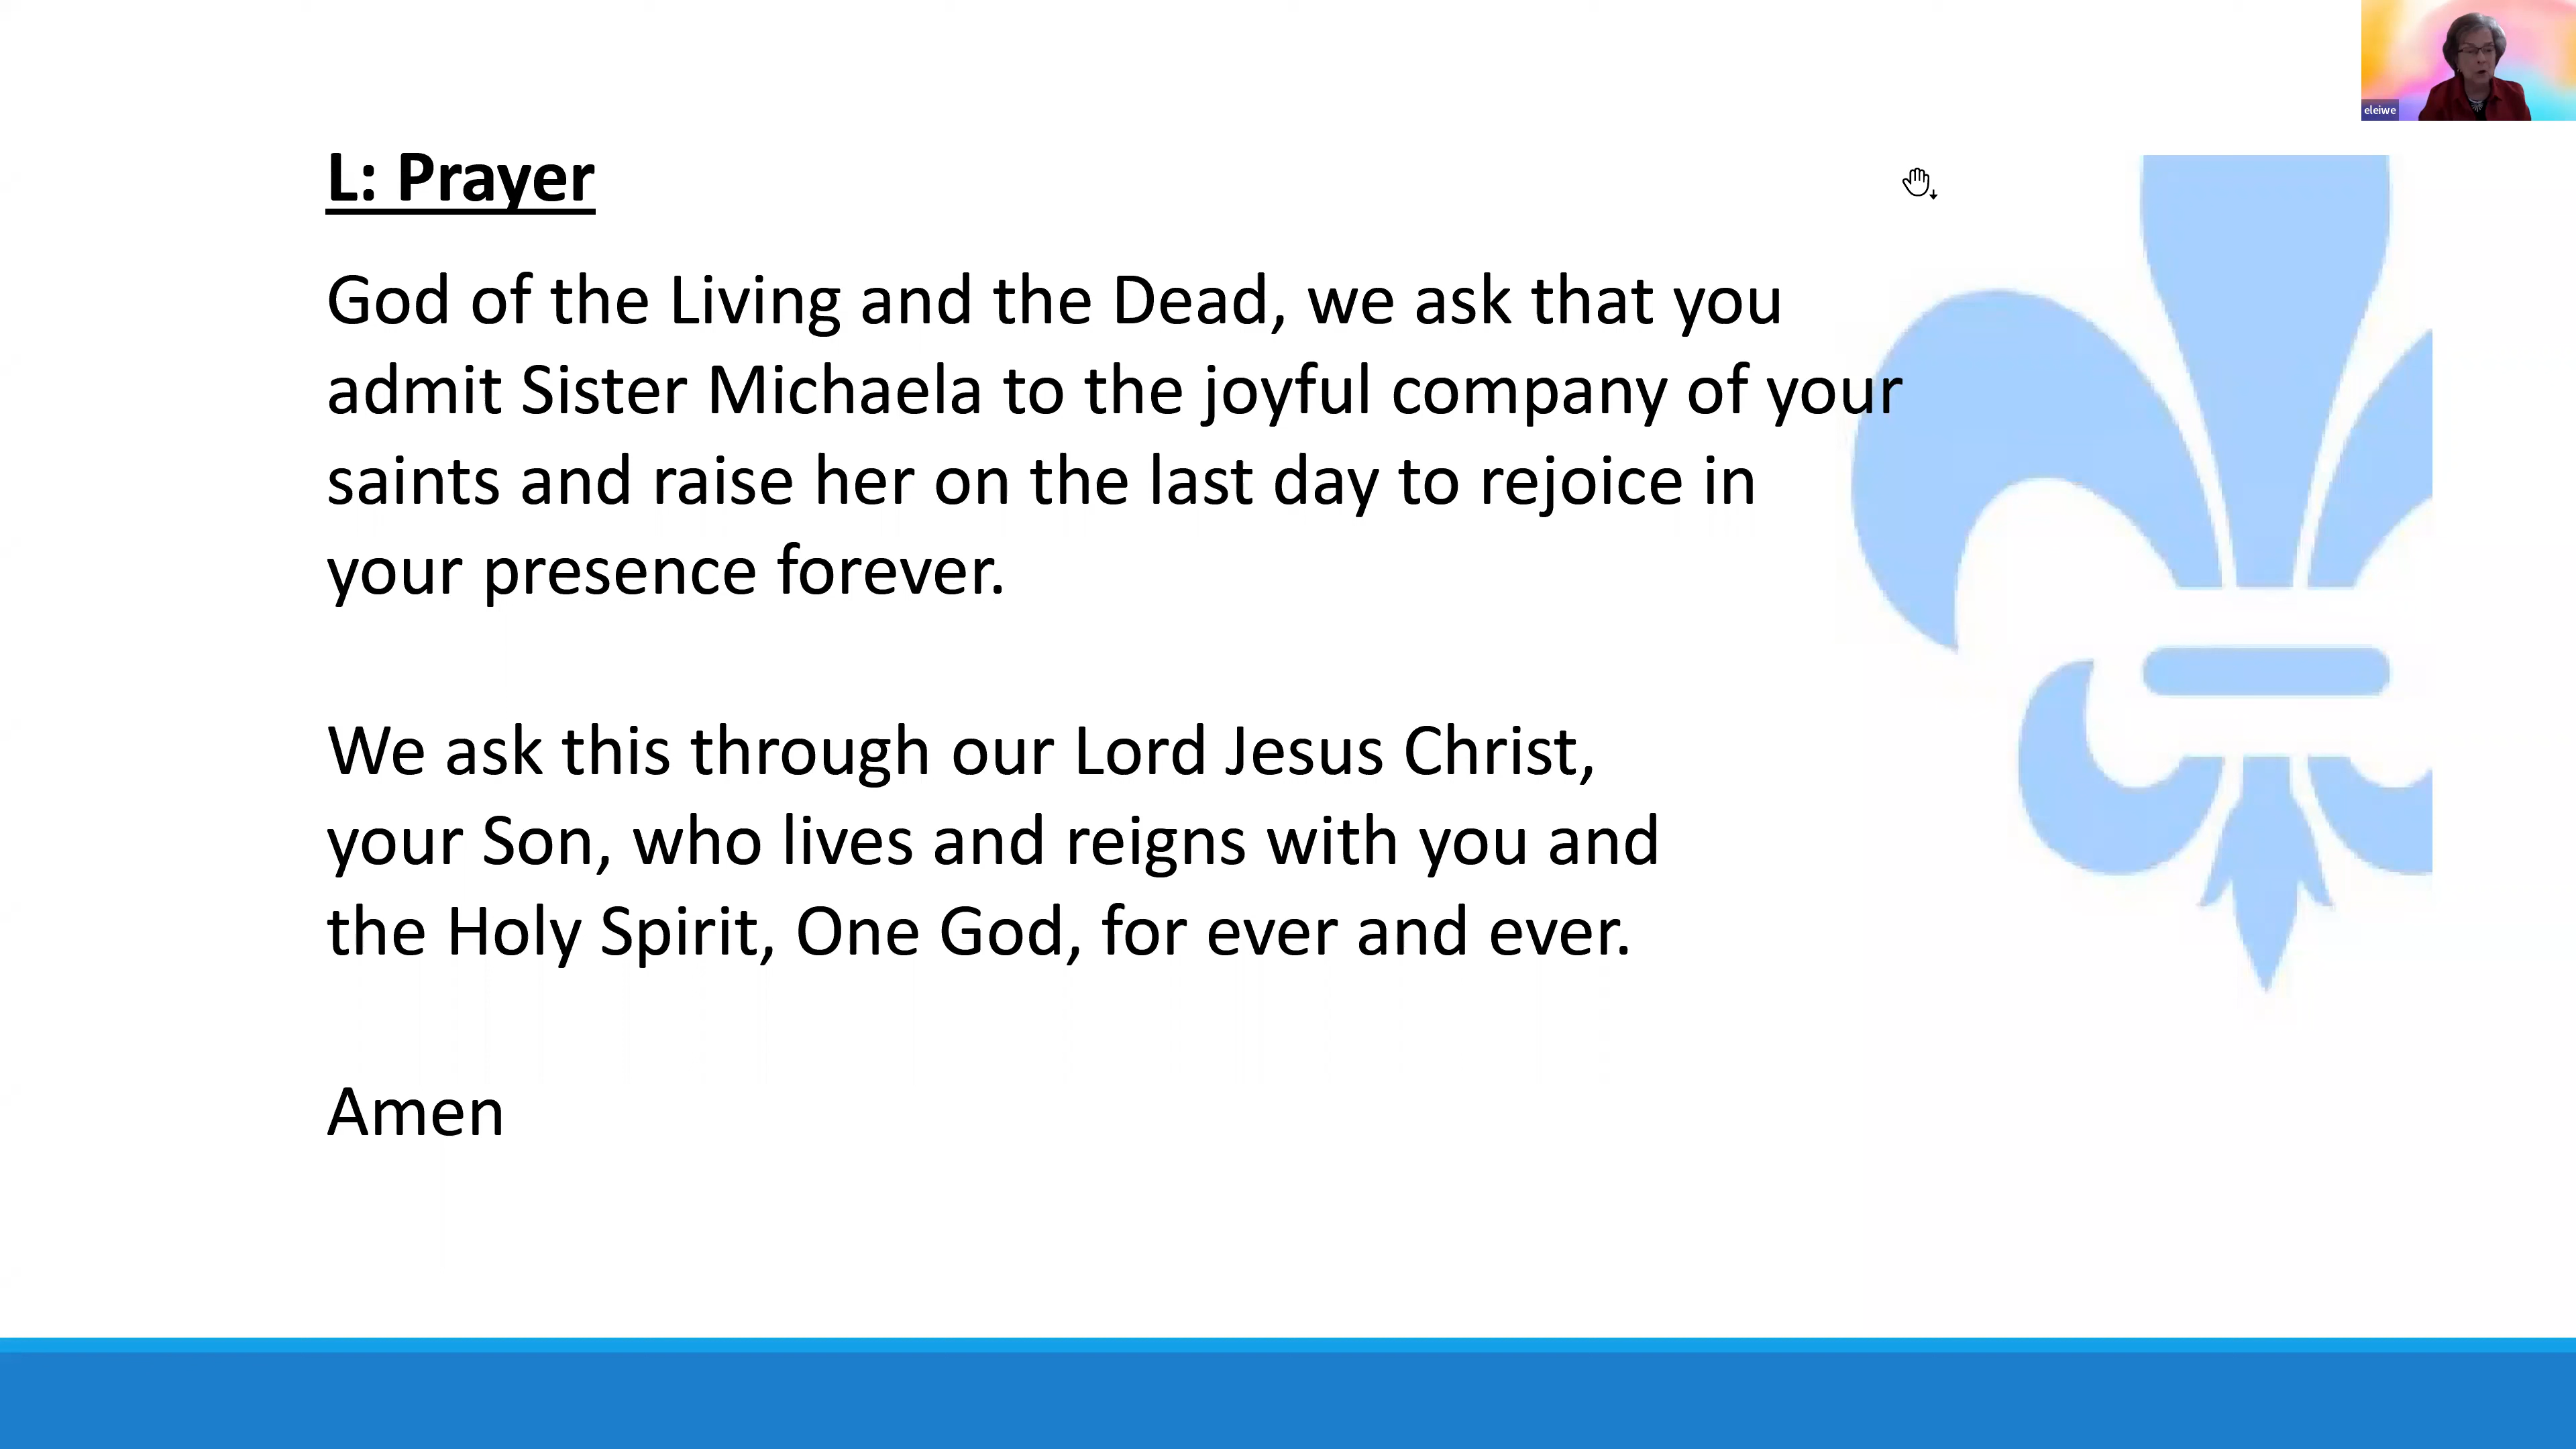 eleiwe
L: Prayer
God of the Living and the Dead, we ask that you
admit Sister Michaela to the joyful company of your
saints and raise her on the last day to rejoice in
your presence forever.
We ask this through our Lord Jesus Christ,
your Son, who lives and reigns with you and
the Holy Spirit, One God, for ever and ever.
Amen